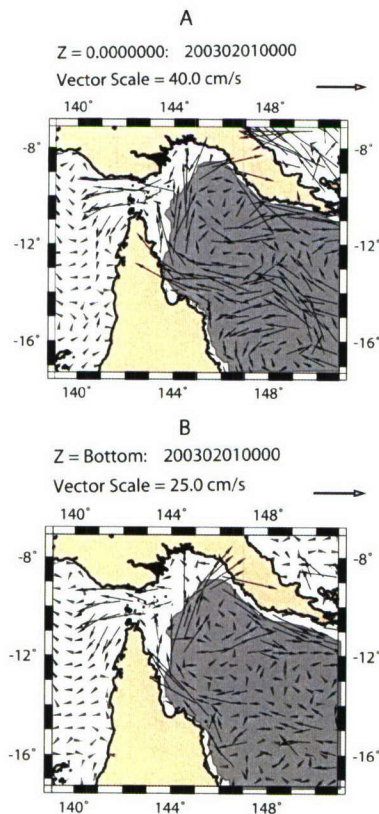 A
Z = 0.0000000: 200302010000
Vector Scale = 40.0 cm/s
140° 144° 148°
-8° -8°
-12° -12°
-16° -16°
140° 144° 148°
B
Z = Bottom: 200302010000
Vector Scale = 25.0 cm/s
140° 144° 148°
-8° -8°
-12° -12°
-16° -16°
140° 144° 148°